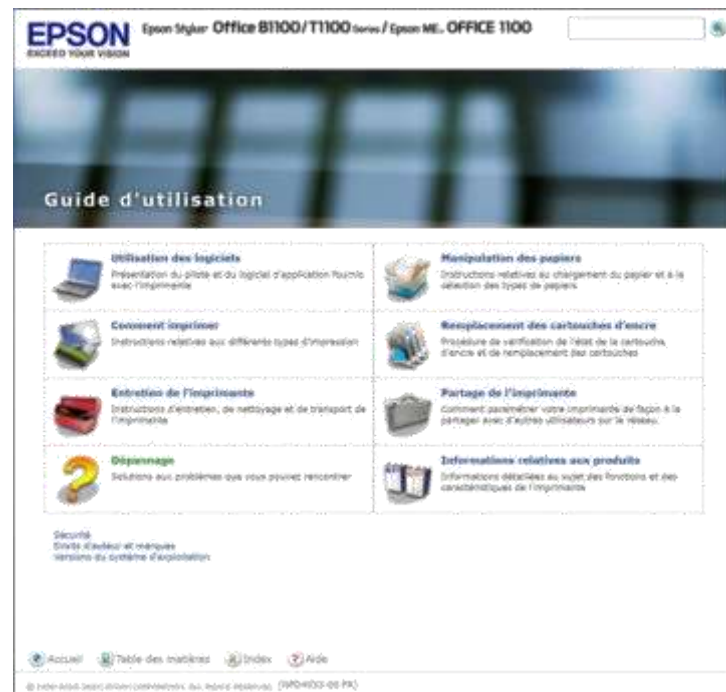 EPSON
EXCEED YOUR VISION
Epson Stylus Office B1100/T1100 Series / Epson ME OFFICE 1100
Guide d'utilisation
Utilisation des logiciels
Présentation du pilote et du logiciel d'application fournis
avec l'imprimante
Manipulation des papiers
Instructions relatives au chargement du papier et à la
sélection des types de papiers
Comment imprimer
Instructions relatives aux différents types d'impression
Remplacement des cartouches d'encre
Procédure de vérification de l'état de la cartouche
d'encre et de remplacement des cartouches
Entretien de l'imprimante
Instructions d'entretien, de nettoyage et de transport de
l'imprimante
Partage de l'imprimante
Comment paramétrer votre imprimante de façon à la
partager avec d'autres utilisateurs sur le réseau.
Dépannage
Solutions aux problèmes que vous pouvez rencontrer
Informations relatives aux produits
Informations détaillées au sujet des fonctions et des
caractéristiques de l'imprimante
Sécurité
Droits d'auteur et marques
Versions du système d'exploitation
Accueil Table des matières Index Aide